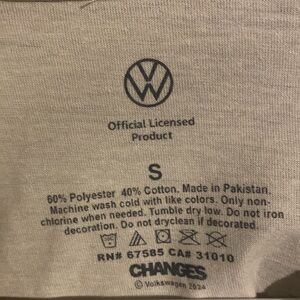 Official Licensed
Product
S
60% Polyester 40% Cotton. Made in Pakistan.
Machine wash cold with like colors. Only non-
chlorine when needed. Tumble dry low. Do not iron
decoration. Do not dryclean if decorated.
RN# 67585 CA# 31010
CHANGES
© Volkswagen 2024